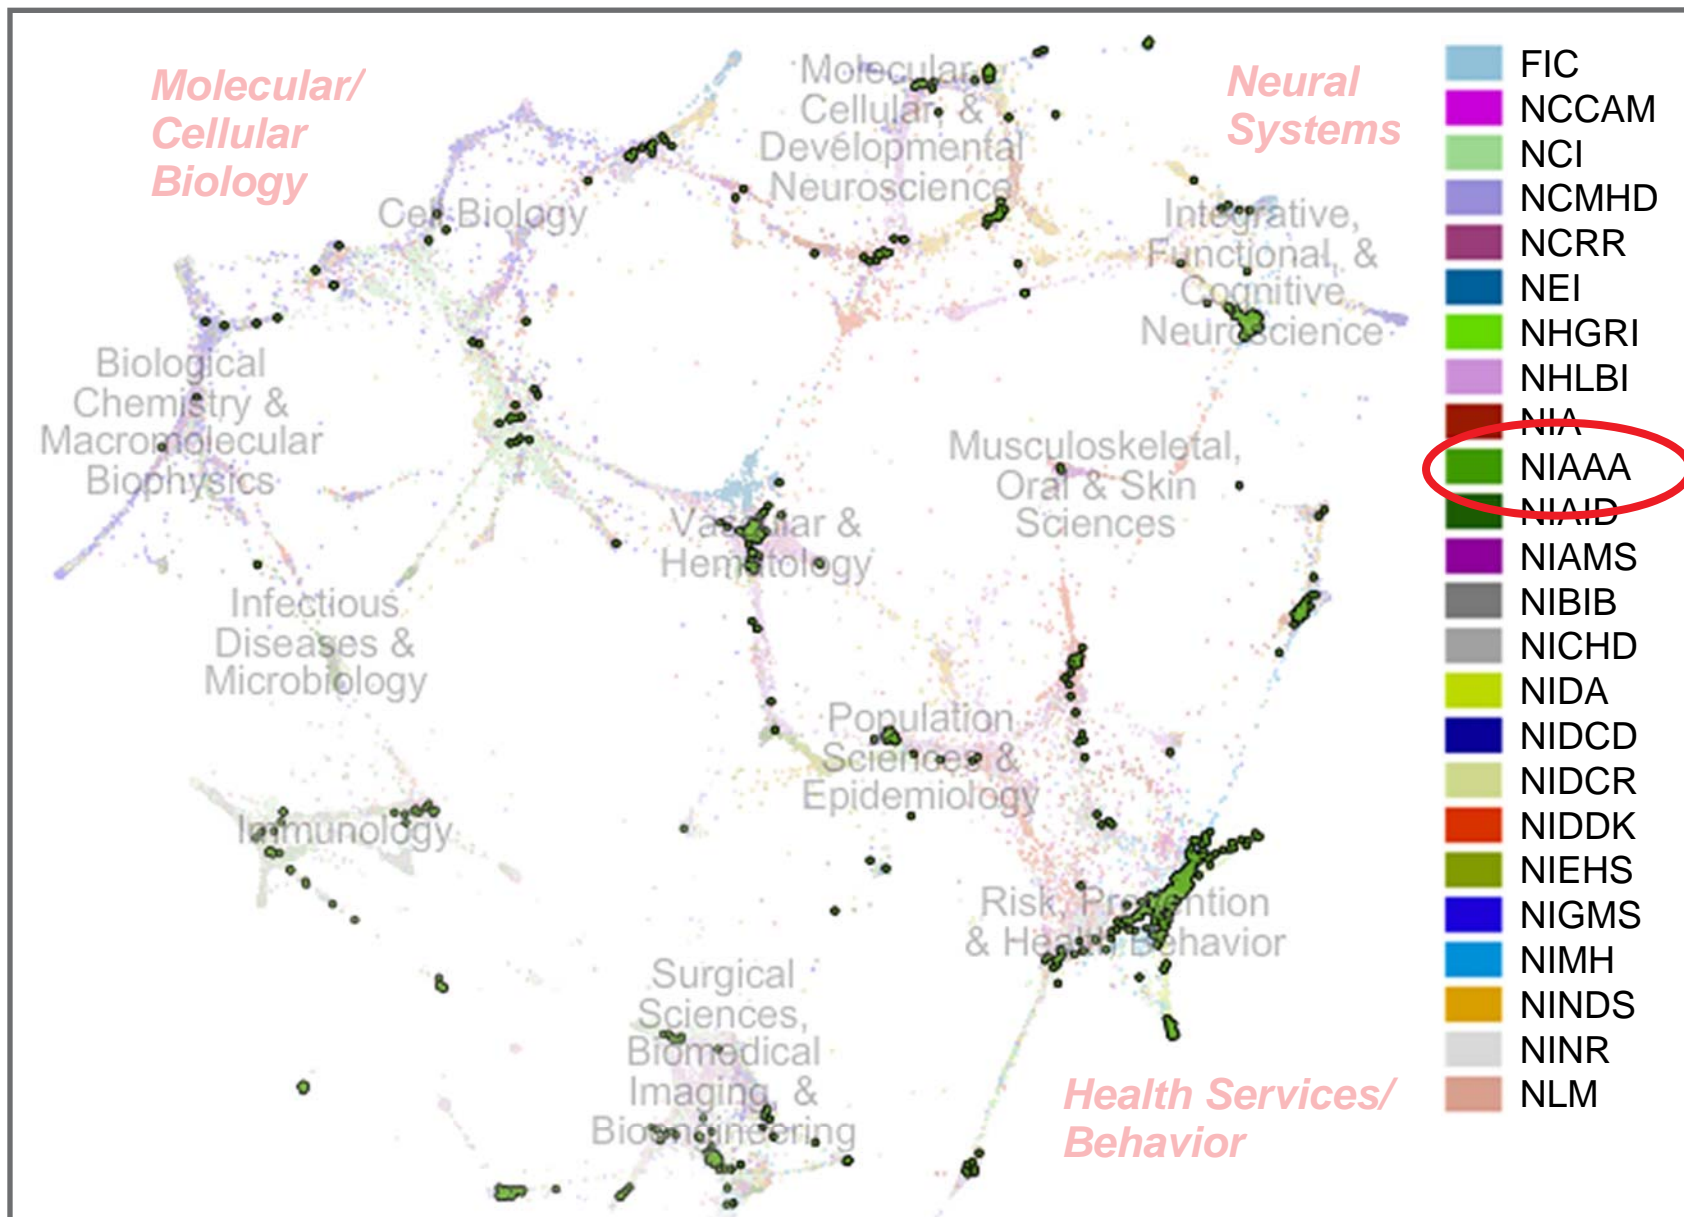 Molecular/
Cellular
Biology
Molecular,
Cellular, &
Developmental
Neuroscience
Neural
Systems
Cell Biology
Integrative,
Functional, &
Cognitive
Neuroscience
Biological
Chemistry &
Macromolecular
Biophysics
Musculoskeletal,
Oral & Skin
Sciences
Vascular &
Hematology
Infectious
Diseases &
Microbiology
Population
Sciences &
Epidemiology
Immunology
Risk, Prevention
& Health Behavior
Surgical
Sciences,
Biomedical
Imaging, &
Bioengineering
Health Services/
Behavior
FIC
NCCAM
NCI
NCMHD
NCRR
NEI
NHGRI
NHLBI
NIA
NIAAA
NIAID
NIAMS
NIBIB
NICHD
NIDA
NIDCD
NIDCR
NIDDK
NIEHS
NIGMS
NIMH
NINDS
NINR
NLM